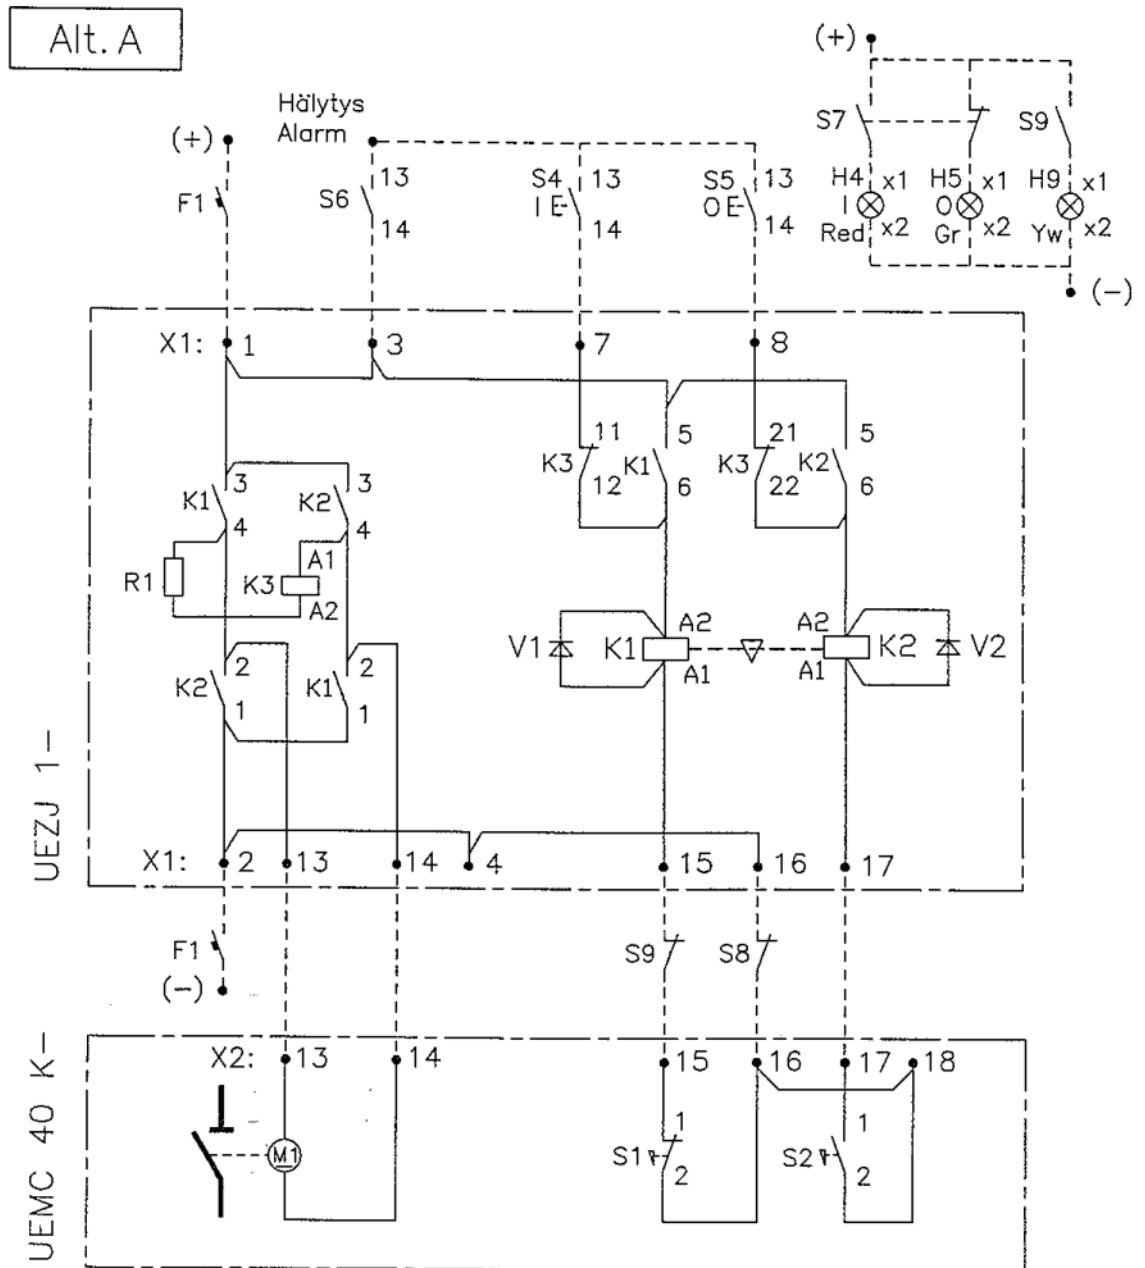 Alt. A
(+)
Hälytys
Alarm
(+)
S7
S9
F1
S6
13
14
S4
13
I E-
14
S5
13
O E-
14
H4
x1
I
x2
Red
H5
x1
O
x2
Gr
H9
x1
x2
Yw
(-)
X1:
1
3
7
8
K3
11
12
K1
5
6
K3
21
22
K2
5
6
K1
3
4
K2
3
4
R1
K3
A1
A2
V1
K1
A2
A1
A2
A1
K2
V2
K2
2
1
K1
2
1
UEZJ 1-
X1:
2
13
14
4
15
16
17
F1
(-)
S9
S8
UEMC 40 K-
X2:
13
14
15
16
17
18
M1
S1
1
2
S2
1
2